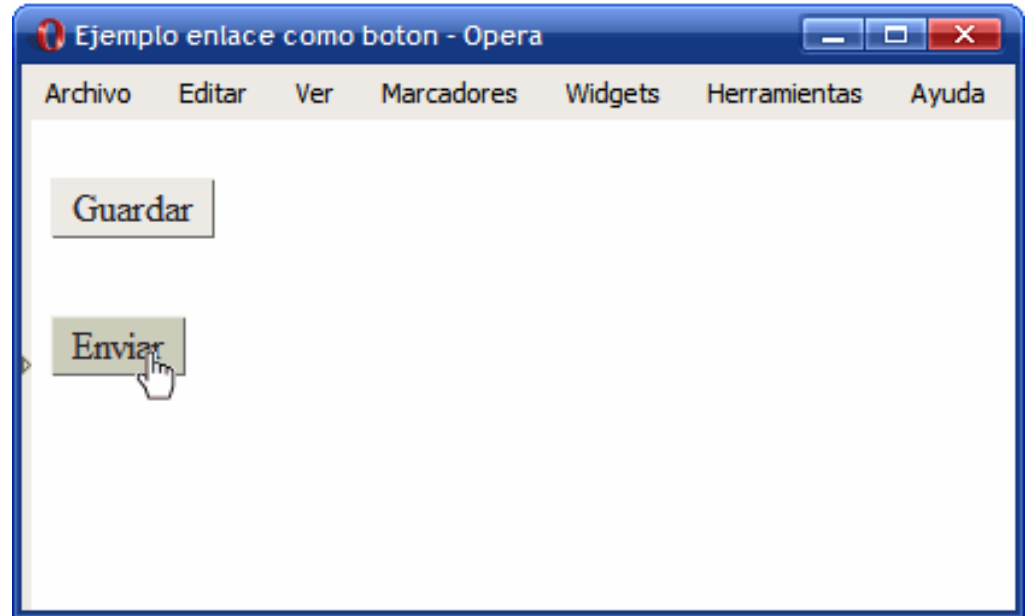 Ejemplo enlace como boton - Opera
Archivo Editar Ver Marcadores Widgets Herramientas Ayuda
Guardar
Enviar